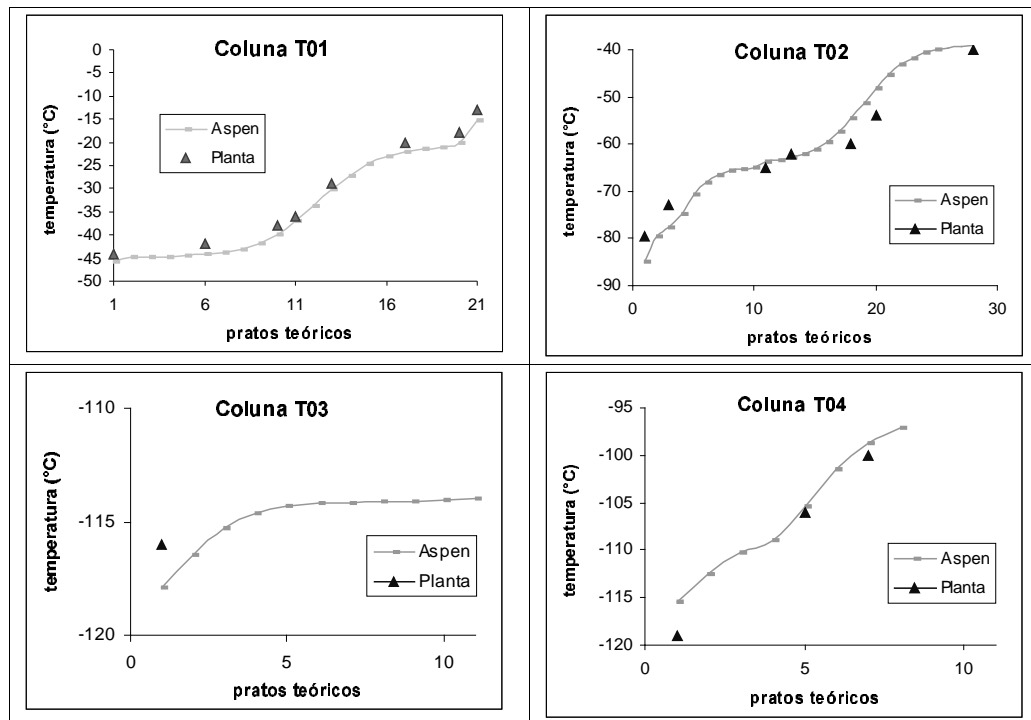 Coluna T01
temperatura (°C)
0
-5
-10
-15
-20
-25
-30
-35
-40
-45
-50
Aspen
Planta
1
6
11
16
21
pratos teóricos
Coluna T02
temperatura (°C)
-40
-50
-60
-70
-80
-90
Aspen
Planta
0
10
20
30
pratos teóricos
Coluna T03
temperatura (°C)
-110
-115
-120
Aspen
Planta
0
5
10
pratos teóricos
Coluna T04
temperatura (°C)
-95
-100
-105
-110
-115
-120
Aspen
Planta
0
5
10
pratos teóricos